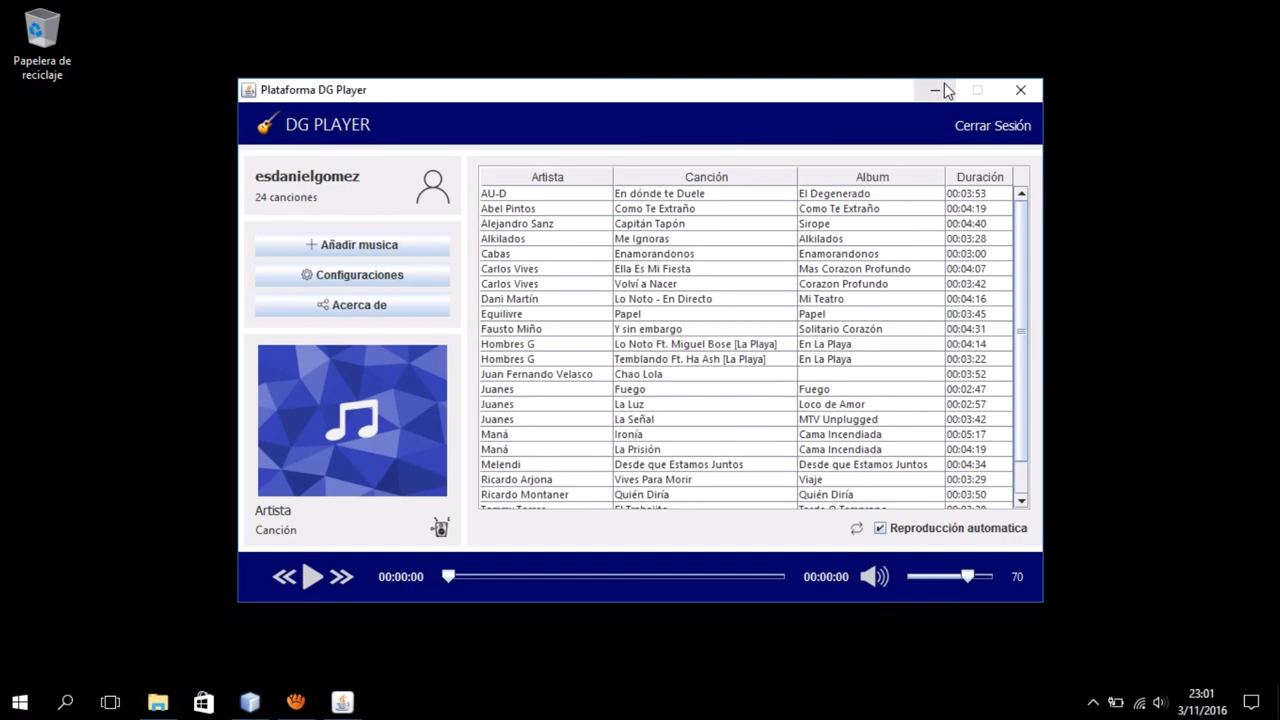 Papelera de
reciclaje
Plataforma DG Player
DG PLAYER
Cerrar Sesión
esdanielgomez
24 canciones
Añadir musica
Configuraciones
Acerca de
Artista
Canción
Artista Canción Album Duración
AU-D En dónde te Duele El Degenerado 00:03:53
Abel Pintos Como Te Extraño Como Te Extraño 00:04:19
Alejandro Sanz Capitán Tapón Sirope 00:04:40
Alkilados Me Ignoras Alkilados 00:03:28
Cabas Enamorandonos Enamorandonos 00:03:00
Carlos Vives Ella Es Mi Fiesta Mas Corazon Profundo 00:04:07
Carlos Vives Volví a Nacer Corazon Profundo 00:03:42
Dani Martín Lo Noto - En Directo Mi Teatro 00:04:16
Equilivre Papel Papel 00:03:45
Fausto Miño Y sin embargo Solitario Corazón 00:04:31
Hombres G Lo Noto Ft. Miguel Bose [La Playa] En La Playa 00:04:14
Hombres G Temblando Ft. Ha Ash [La Playa] En La Playa 00:03:22
Juan Fernando Velasco Chao Lola 00:03:52
Juanes Fuego Fuego 00:02:47
Juanes La Luz Loco de Amor 00:02:57
Juanes La Señal MTV Unplugged 00:03:42
Maná Ironía Cama Incendiada 00:05:17
Maná La Prisión Cama Incendiada 00:04:19
Melendi Desde que Estamos Juntos Desde que Estamos Juntos 00:04:34
Ricardo Arjona Vives Para Morir Viaje 00:03:29
Ricardo Montaner Quién Diría Quién Diría 00:03:50
Reproducción automatica
00:00:00 00:00:00 70
23:01
3/11/2016